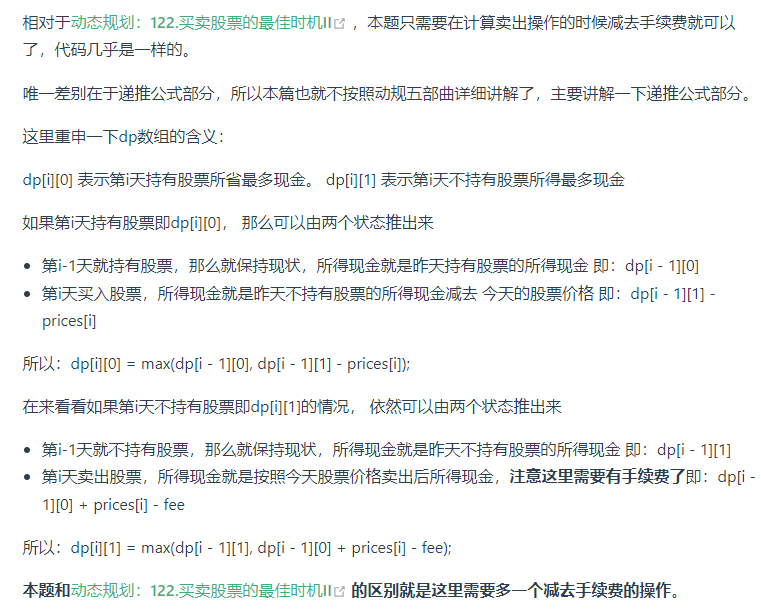 相对于动态规划：122.买卖股票的最佳时机II ，本题只需要在计算卖出操作的时候减去手续费就可以
了，代码几乎是一样的。
唯一差别在于递推公式部分，所以本篇也就不按照动规五部曲详细讲解了，主要讲解一下递推公式部分。
这里重申一下dp数组的含义：
dp[i][0] 表示第i天持有股票所省最多现金。 dp[i][1] 表示第i天不持有股票所得最多现金
如果第i天持有股票即dp[i][0]， 那么可以由两个状态推出来
• 第i-1天就持有股票，那么就保持现状，所得现金就是昨天持有股票的所得现金 即：dp[i - 1][0]
• 第i天买入股票，所得现金就是昨天不持有股票的所得现金减去 今天的股票价格 即：dp[i - 1][1] -
prices[i]
所以：dp[i][0] = max(dp[i - 1][0], dp[i - 1][1] - prices[i]);
在来看看如果第i天不持有股票即dp[i][1]的情况， 依然可以由两个状态推出来
• 第i-1天就不持有股票，那么就保持现状，所得现金就是昨天不持有股票的所得现金 即：dp[i - 1][1]
• 第i天卖出股票，所得现金就是按照今天股票价格卖出后所得现金，注意这里需要有手续费了即：dp[i -
1][0] + prices[i] - fee
所以：dp[i][1] = max(dp[i - 1][1], dp[i - 1][0] + prices[i] - fee);
本题和动态规划：122.买卖股票的最佳时机II 的区别就是这里需要多一个减去手续费的操作。